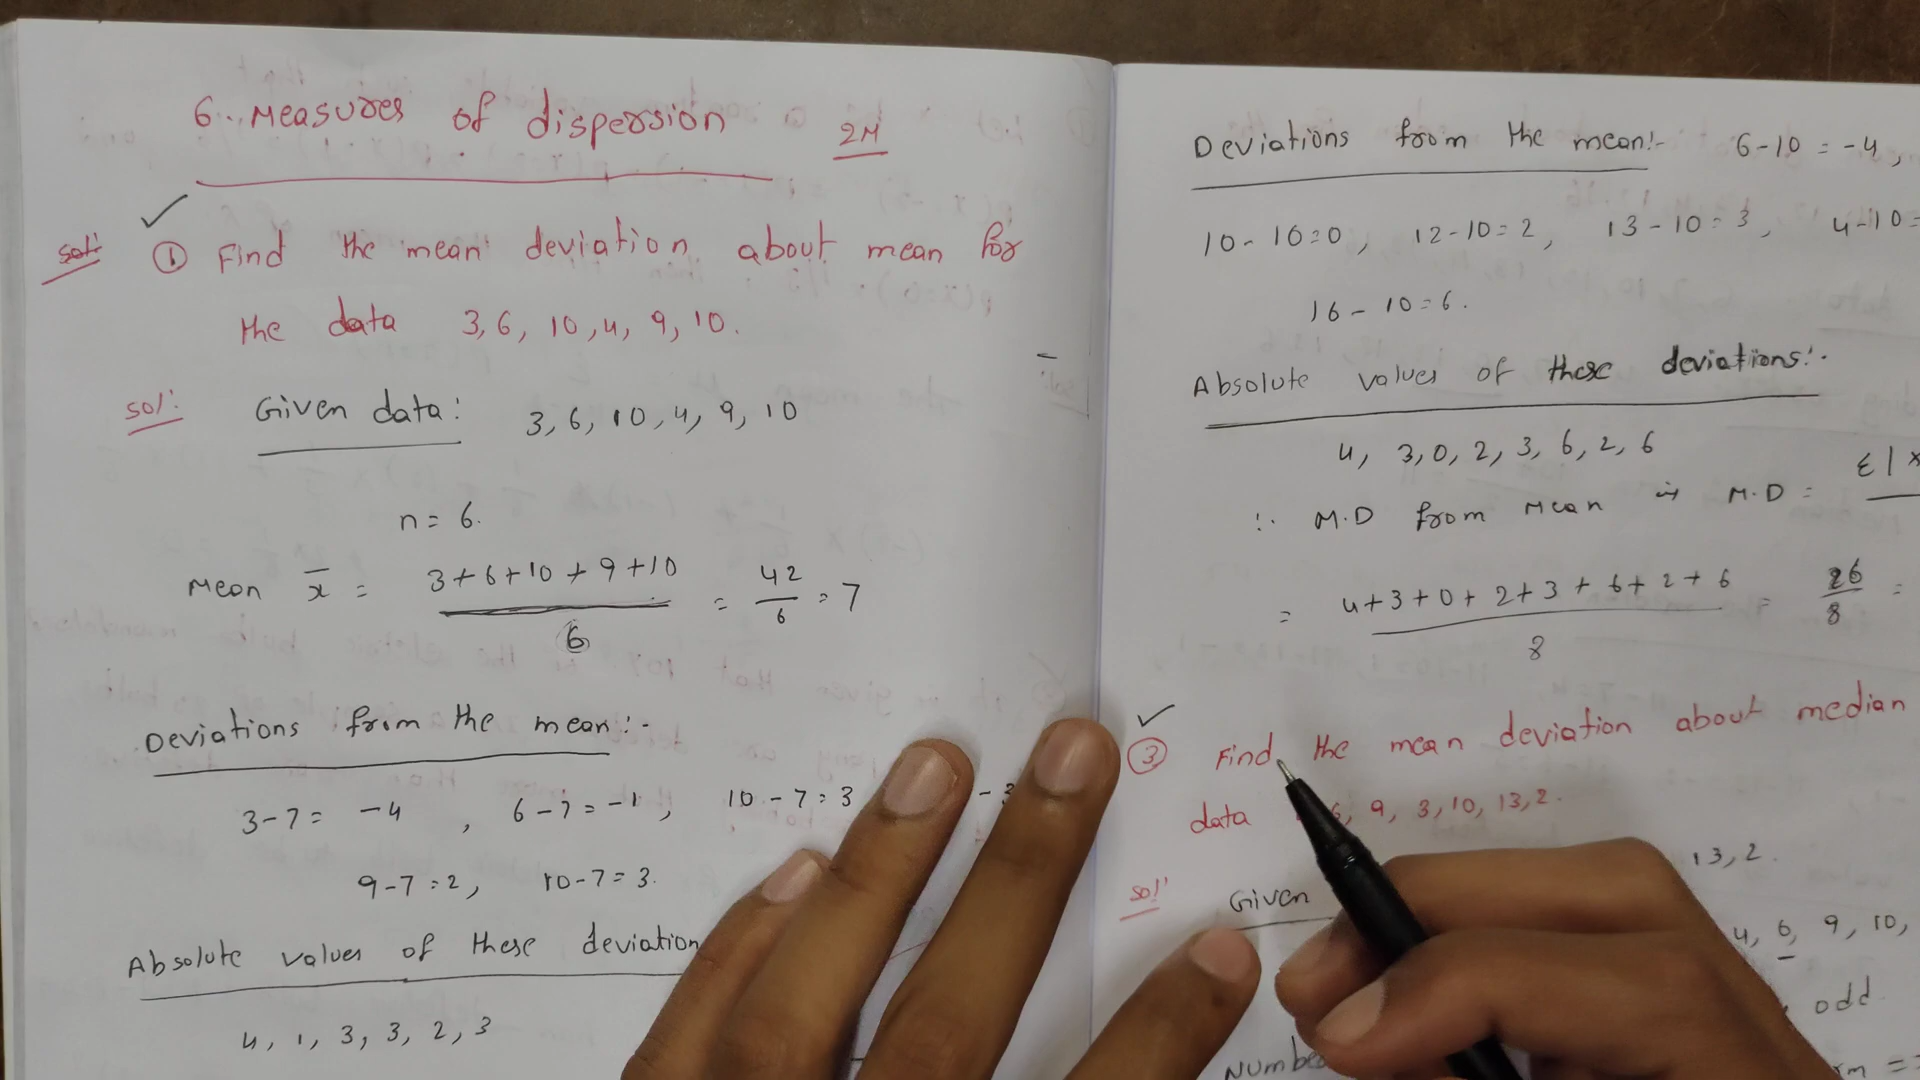 6. Measures of dispersion 2M
sol: ① Find the mean deviation about mean for
the data 3, 6, 10, 4, 9, 10.
sol: Given data: 3, 6, 10, 4, 9, 10
n = 6.
Mean x̄ = 3+6+10+9+10 / 6 = 42/6 = 7
Deviations from the mean:-
3-7 = -4, 6-7 = -1, 10-7 = 3 - 3
9-7 = 2, 10-7 = 3.
Absolute values of these deviation
4, 1, 3, 3, 2, 3
Deviations from the mean:- 6-10 = -4,
10-10=0, 12-10=2, 13-10=3, 4-10=
16-10=6.
Absolute values of these deviations:-
4, 3, 0, 2, 3, 6, 2, 6
∴ M.D from Mean is M.D = Σ|x
= 4+3+0+2+3+6+2+6 / 8 = 26/8 =
③ Find the mean deviation about median
data 6, 9, 3, 10, 13, 2.
sol: Given 13, 2.
4, 6, 9, 10,
odd
Numbe rm =